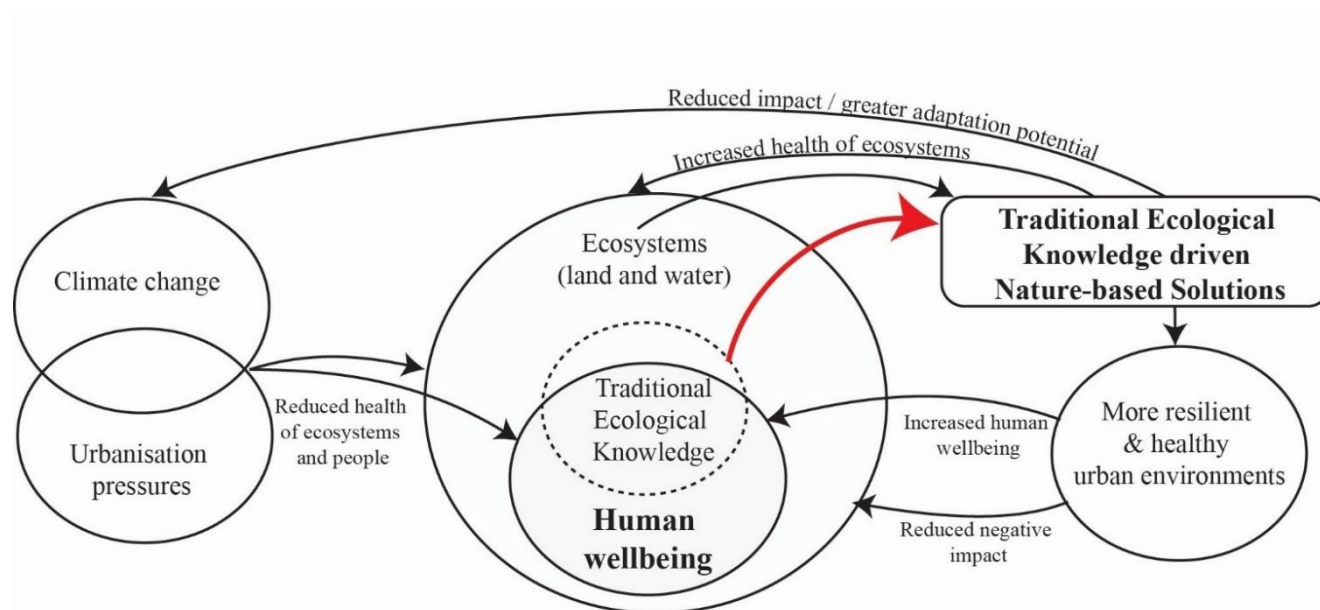 Reduced impact / greater adaptation potential
Increased health of ecosystems
Climate change
Urbanisation
pressures
Reduced health
of ecosystems
and people
Ecosystems
(land and water)
Traditional
Ecological
Knowledge
Human
wellbeing
Traditional Ecological
Knowledge driven
Nature-based Solutions
Increased human
wellbeing
Reduced negative
impact
More resilient
& healthy
urban environments